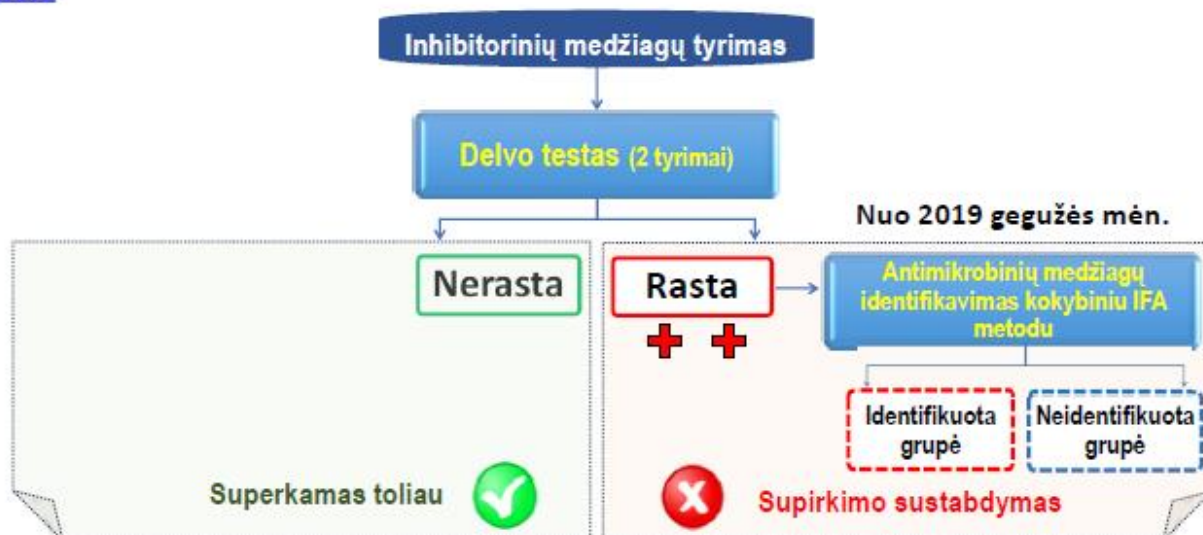 Inhibitorinių medžiagų tyrimas
Delvo testas (2 tyrimai)
Nuo 2019 gegužės mėn.
Nerasta
Rasta
Antimikrobinių medžiagų
identifikavimas kokybiniu IFA
metodu
Identifikuota
grupė
Neidentifikuota
grupė
Superkamas toliau
Supirkimo sustabdymas